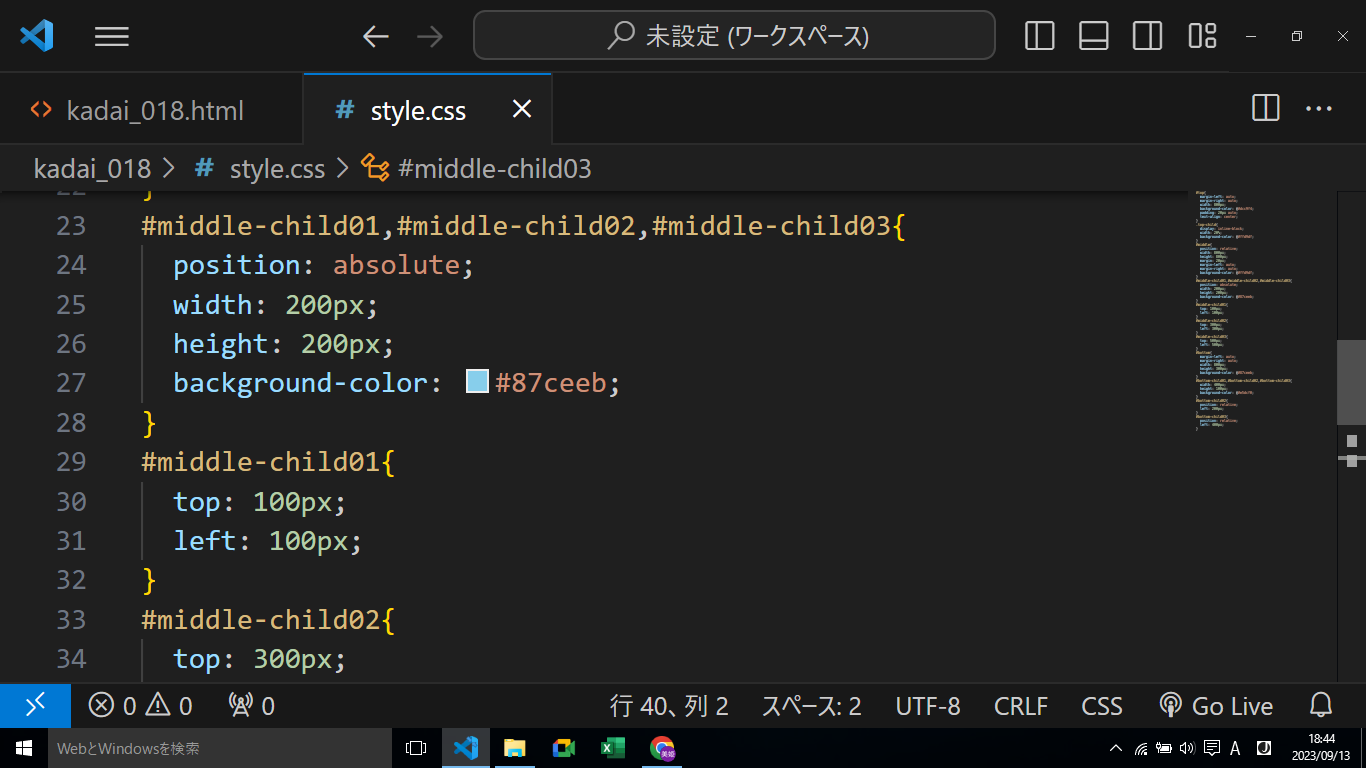 未設定 (ワークスペース)
kadai_018.html
# style.css
kadai_018 > # style.css > #middle-child03
22 }
23 #middle-child01,#middle-child02,#middle-child03{
24 position: absolute;
25 width: 200px;
26 height: 200px;
27 background-color: #87ceeb;
28 }
29 #middle-child01{
30 top: 100px;
31 left: 100px;
32 }
33 #middle-child02{
34 top: 300px;
0 0 0 行 40、列 2 スペース: 2 UTF-8 CRLF CSS Go Live
WebとWindowsを検索
A
18:44
2023/09/13